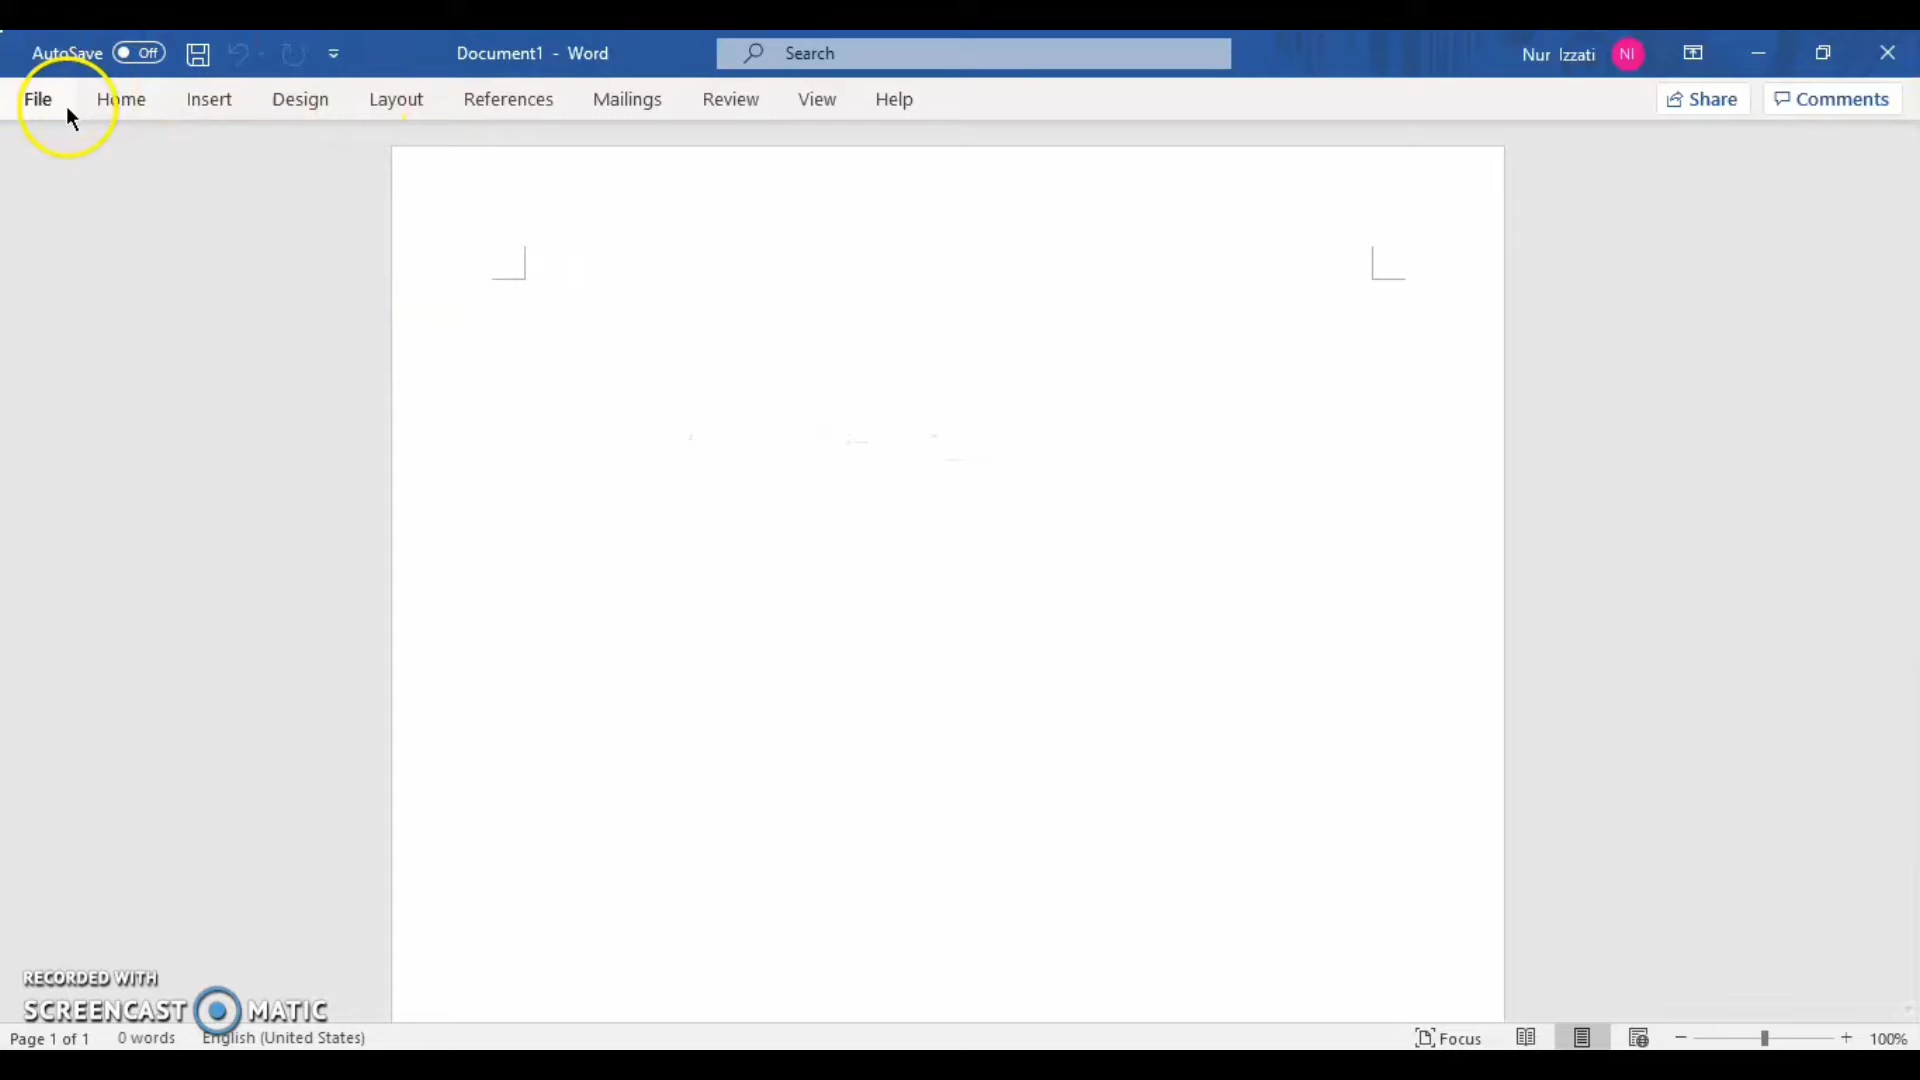 AutoSave Off Document1 - Word Search Nur Izzati NI
File Home Insert Design Layout References Mailings Review View Help Share Comments
RECORDED WITH
SCREENCAST MATIC
Page 1 of 1 0 words English (United States) Focus 100%